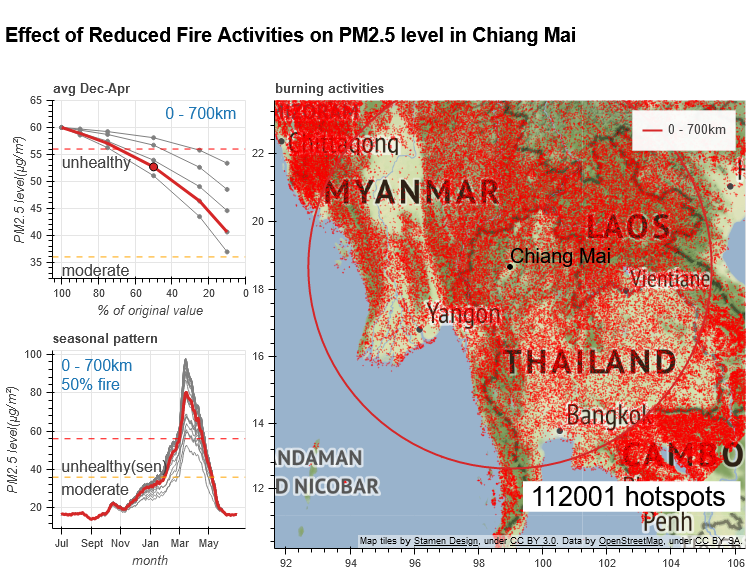 Effect of Reduced Fire Activities on PM2.5 level in Chiang Mai
avg Dec-Apr
0 - 700km
65
60
55
50
45
40
35
unhealthy
moderate
PM2.5 level(µg/m³)
100
80
60
40
20
0
% of original value
seasonal pattern
0 - 700km
50% fire
100
80
60
40
20
unhealthy(sen
moderate
PM2.5 level(µg/m³)
Jul
Sept
Nov
Jan
Mar
May
month
burning activities
0 - 700km
22
20
18
16
14
12
92
94
96
98
100
102
104
106
Chittagong
MYANMAR
LAOS
Chiang Mai
Vientiane
Yangon
THAILAND
Bangkok
CAMBO
NDAMAN
D NICOBAR
112001 hotspots
Penh
Map tiles by Stamen Design, under CC BY 3.0. Data by OpenStreetMap, under CC BY SA.